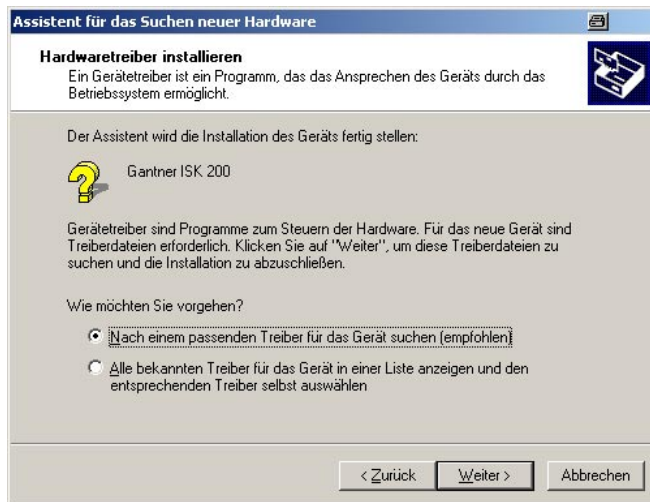 Assistent für das Suchen neuer Hardware
Hardwaretreiber installieren
Ein Gerätetreiber ist ein Programm, das das Ansprechen des Geräts durch das
Betriebssystem ermöglicht.
Der Assistent wird die Installation des Geräts fertig stellen:
Gantner ISK 200
Gerätetreiber sind Programme zum Steuern der Hardware. Für das neue Gerät sind
Treiberdateien erforderlich. Klicken Sie auf "Weiter", um diese Treiberdateien zu
suchen und die Installation zu abzuschließen.
Wie möchten Sie vorgehen?
Nach einem passenden Treiber für das Gerät suchen (empfohlen)
Alle bekannten Treiber für das Gerät in einer Liste anzeigen und den
entsprechenden Treiber selbst auswählen
< Zurück Weiter > Abbrechen